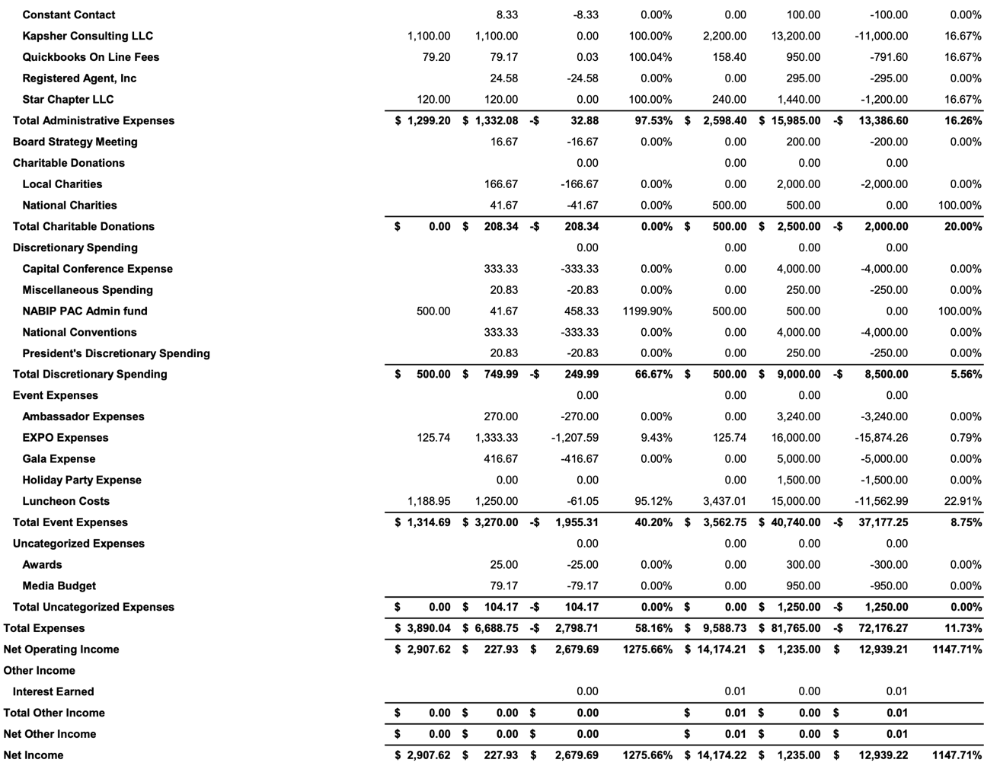 Constant Contact 8.33 -8.33 0.00% 0.00 100.00 -100.00 0.00%
Kapsher Consulting LLC 1,100.00 1,100.00 0.00 100.00% 2,200.00 13,200.00 -11,000.00 16.67%
Quickbooks On Line Fees 79.20 79.17 0.03 100.04% 158.40 950.00 -791.60 16.67%
Registered Agent, Inc 24.58 -24.58 0.00% 0.00 295.00 -295.00 0.00%
Star Chapter LLC 120.00 120.00 0.00 100.00% 240.00 1,440.00 -1,200.00 16.67%
Total Administrative Expenses $ 1,299.20 $ 1,332.08 -$ 32.88 97.53% $ 2,598.40 $ 15,985.00 -$ 13,386.60 16.26%
Board Strategy Meeting 16.67 -16.67 0.00% 0.00 200.00 -200.00 0.00%
Charitable Donations 0.00 0.00 0.00 0.00
Local Charities 166.67 -166.67 0.00% 0.00 2,000.00 -2,000.00 0.00%
National Charities 41.67 -41.67 0.00% 500.00 500.00 0.00 100.00%
Total Charitable Donations $ 0.00 $ 208.34 -$ 208.34 0.00% $ 500.00 $ 2,500.00 -$ 2,000.00 20.00%
Discretionary Spending 0.00 0.00 0.00 0.00
Capital Conference Expense 333.33 -333.33 0.00% 0.00 4,000.00 -4,000.00 0.00%
Miscellaneous Spending 20.83 -20.83 0.00% 0.00 250.00 -250.00 0.00%
NABIP PAC Admin fund 500.00 41.67 458.33 1199.90% 500.00 500.00 0.00 100.00%
National Conventions 333.33 -333.33 0.00% 0.00 4,000.00 -4,000.00 0.00%
President's Discretionary Spending 20.83 -20.83 0.00% 0.00 250.00 -250.00 0.00%
Total Discretionary Spending $ 500.00 $ 749.99 -$ 249.99 66.67% $ 500.00 $ 9,000.00 -$ 8,500.00 5.56%
Event Expenses 0.00 0.00 0.00 0.00
Ambassador Expenses 270.00 -270.00 0.00% 0.00 3,240.00 -3,240.00 0.00%
EXPO Expenses 125.74 1,333.33 -1,207.59 9.43% 125.74 16,000.00 -15,874.26 0.79%
Gala Expense 416.67 -416.67 0.00% 0.00 5,000.00 -5,000.00 0.00%
Holiday Party Expense 0.00 0.00 0.00 1,500.00 -1,500.00 0.00%
Luncheon Costs 1,188.95 1,250.00 -61.05 95.12% 3,437.01 15,000.00 -11,562.99 22.91%
Total Event Expenses $ 1,314.69 $ 3,270.00 -$ 1,955.31 40.20% $ 3,562.75 $ 40,740.00 -$ 37,177.25 8.75%
Uncategorized Expenses 0.00 0.00 0.00 0.00
Awards 25.00 -25.00 0.00% 0.00 300.00 -300.00 0.00%
Media Budget 79.17 -79.17 0.00% 0.00 950.00 -950.00 0.00%
Total Uncategorized Expenses $ 0.00 $ 104.17 -$ 104.17 0.00% $ 0.00 $ 1,250.00 -$ 1,250.00 0.00%
Total Expenses $ 3,890.04 $ 6,688.75 -$ 2,798.71 58.16% $ 9,588.73 $ 81,765.00 -$ 72,176.27 11.73%
Net Operating Income $ 2,907.62 $ 227.93 $ 2,679.69 1275.66% $ 14,174.21 $ 1,235.00 $ 12,939.21 1147.71%
Other Income
Interest Earned 0.00 0.01 0.00 0.01
Total Other Income $ 0.00 $ 0.00 $ 0.00 $ 0.01 $ 0.00 $ 0.01
Net Other Income $ 0.00 $ 0.00 $ 0.00 $ 0.01 $ 0.00 $ 0.01
Net Income $ 2,907.62 $ 227.93 $ 2,679.69 1275.66% $ 14,174.22 $ 1,235.00 $ 12,939.22 1147.71%